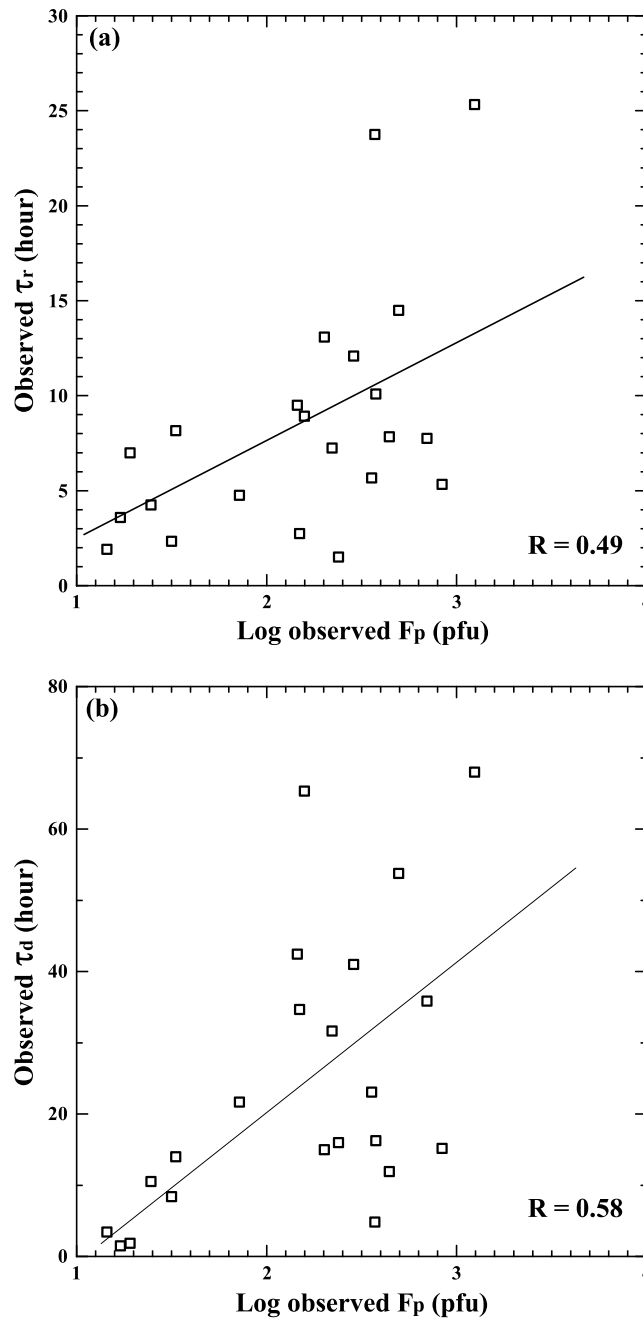 (a)
30
25
20
15
10
5
0
Observed τr (hour)
R = 0.49
1 2 3
Log observed Fp (pfu)
(b)
80
60
40
20
0
Observed τd (hour)
R = 0.58
1 2 3
Log observed Fp (pfu)